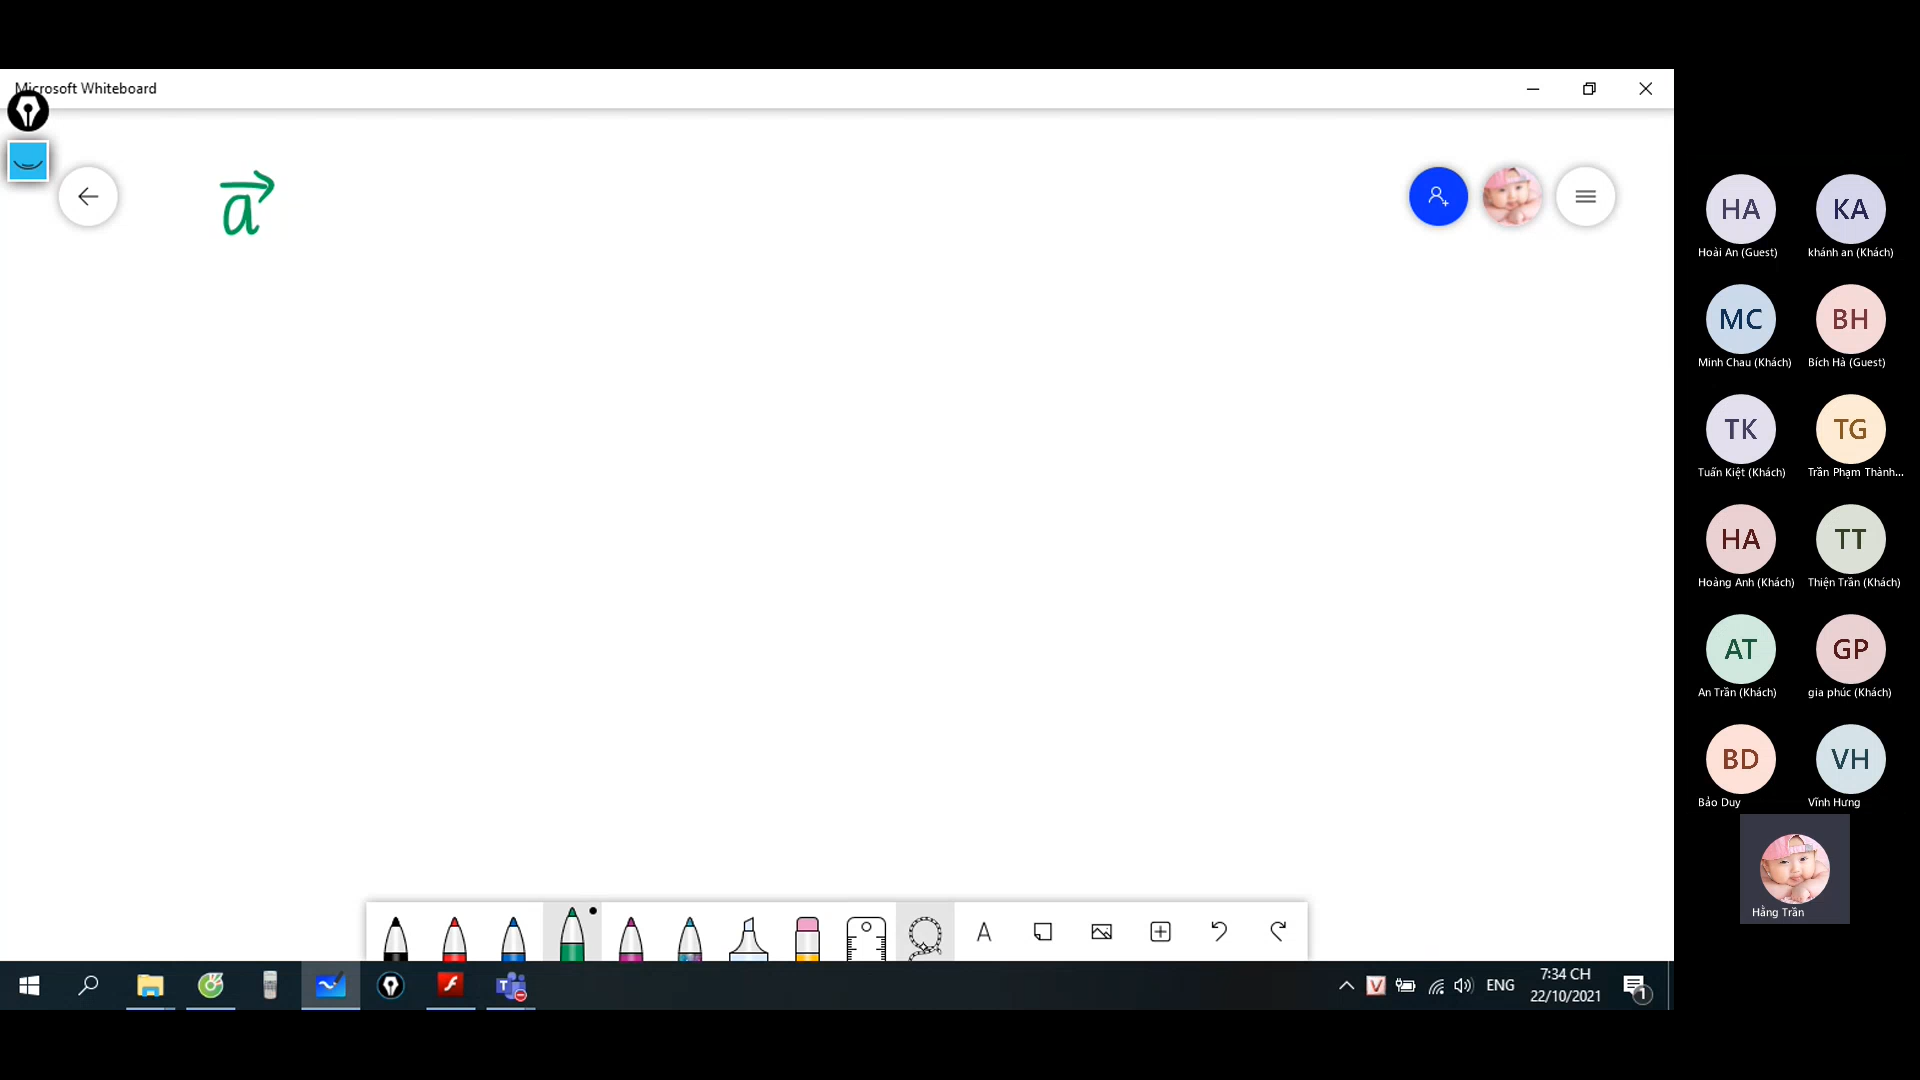 Microsoft Whiteboard
a⃗
HA
KA
Hoài An (Guest)
khánh an (Khách)
MC
BH
Minh Chau (Khách)
Bích Hà (Guest)
TK
TG
Tuấn Kiệt (Khách)
Trần Phạm Thành...
HA
TT
Hoàng Anh (Khách)
Thiện Trần (Khách)
AT
GP
An Trần (Khách)
gia phúc (Khách)
BD
VH
Bảo Duy
Vĩnh Hưng
Hằng Trần
ENG
7:34 CH
22/10/2021
1